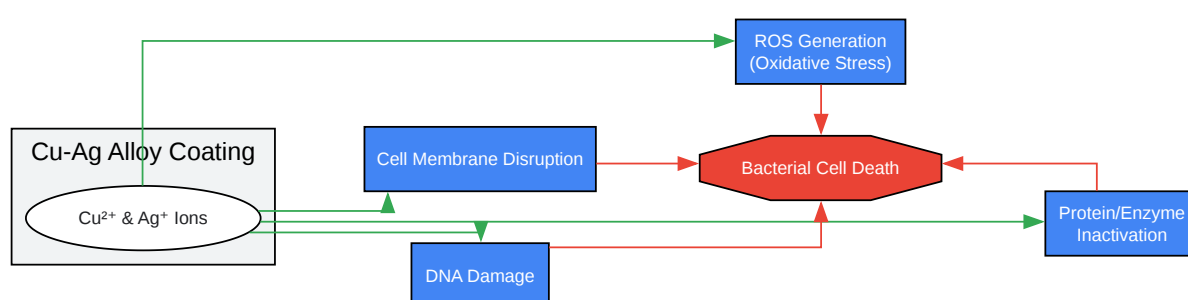 ROS Generation
(Oxidative Stress)
Cu-Ag Alloy Coating
Cell Membrane Disruption
Bacterial Cell Death
Cu²⁺ & Ag⁺ Ions
Protein/Enzyme
Inactivation
DNA Damage